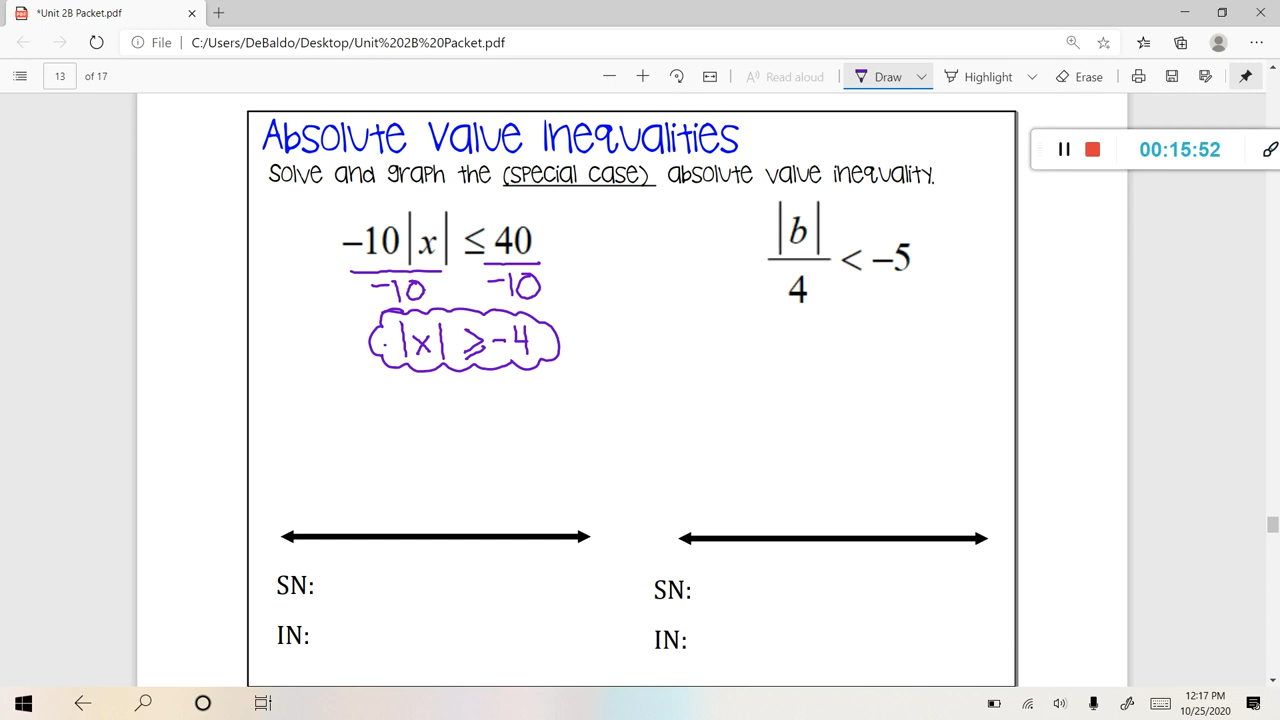 *Unit 2B Packet.pdf
File C:/Users/DeBaldo/Desktop/Unit%202B%20Packet.pdf
13 of 17 Read aloud Draw Highlight Erase
00:15:52
Absolute Value Inequalities
Solve and graph the (special case) absolute value inequality.
−10|x| ≤ 40
-10 -10
|x| ≥ -4
|b|/4 < −5
SN:
IN:
SN:
IN:
12:17 PM
10/25/2020